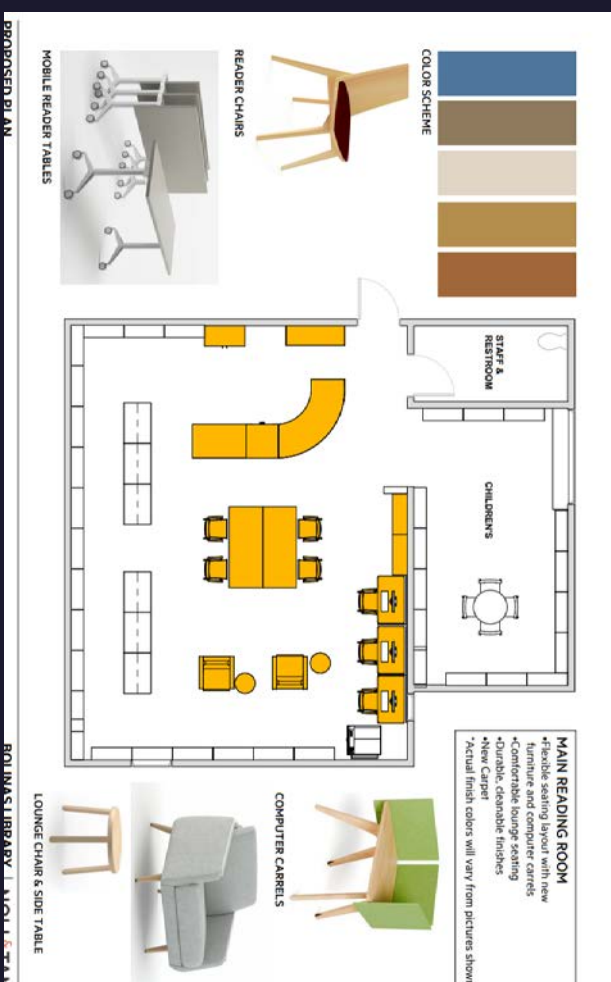 COLOR SCHEME
READER CHAIRS
MOBILE READER TABLES
STAFF &
RESTROOM
CHILDREN'S
MAIN READING ROOM
•Flexible seating layout with new
furniture and computer carrels
•Comfortable lounge seating
•Durable, cleanable finishes
•New Carpet
*Actual finish colors will vary from pictures shown
COMPUTER CARRELS
LOUNGE CHAIR & SIDE TABLE
PROPOSED PLAN
BOLINAS LIBRARY | NOLL &